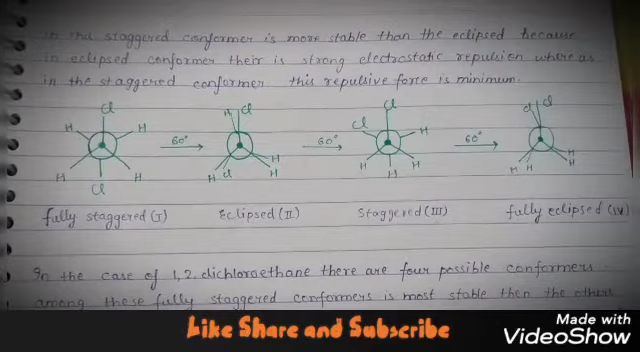 In the staggered conformer is more stable than the eclipsed because
in eclipsed conformer their is strong electrostatic repulsion where as
in the staggered conformer this repulsive force is minimum.
Cl H Cl Cl Cl Cl
H H Cl H
60° 60° 60°
H H H H H H H H H H
Cl H Cl H H
fully staggered (I) Eclipsed (II) Staggered (III) fully eclipsed (IV)
In the case of 1, 2, dichloroethane there are four possible conformers
among these fully staggered conformers is most stable then the others
Like Share and Subscribe
Made with
VideoShow